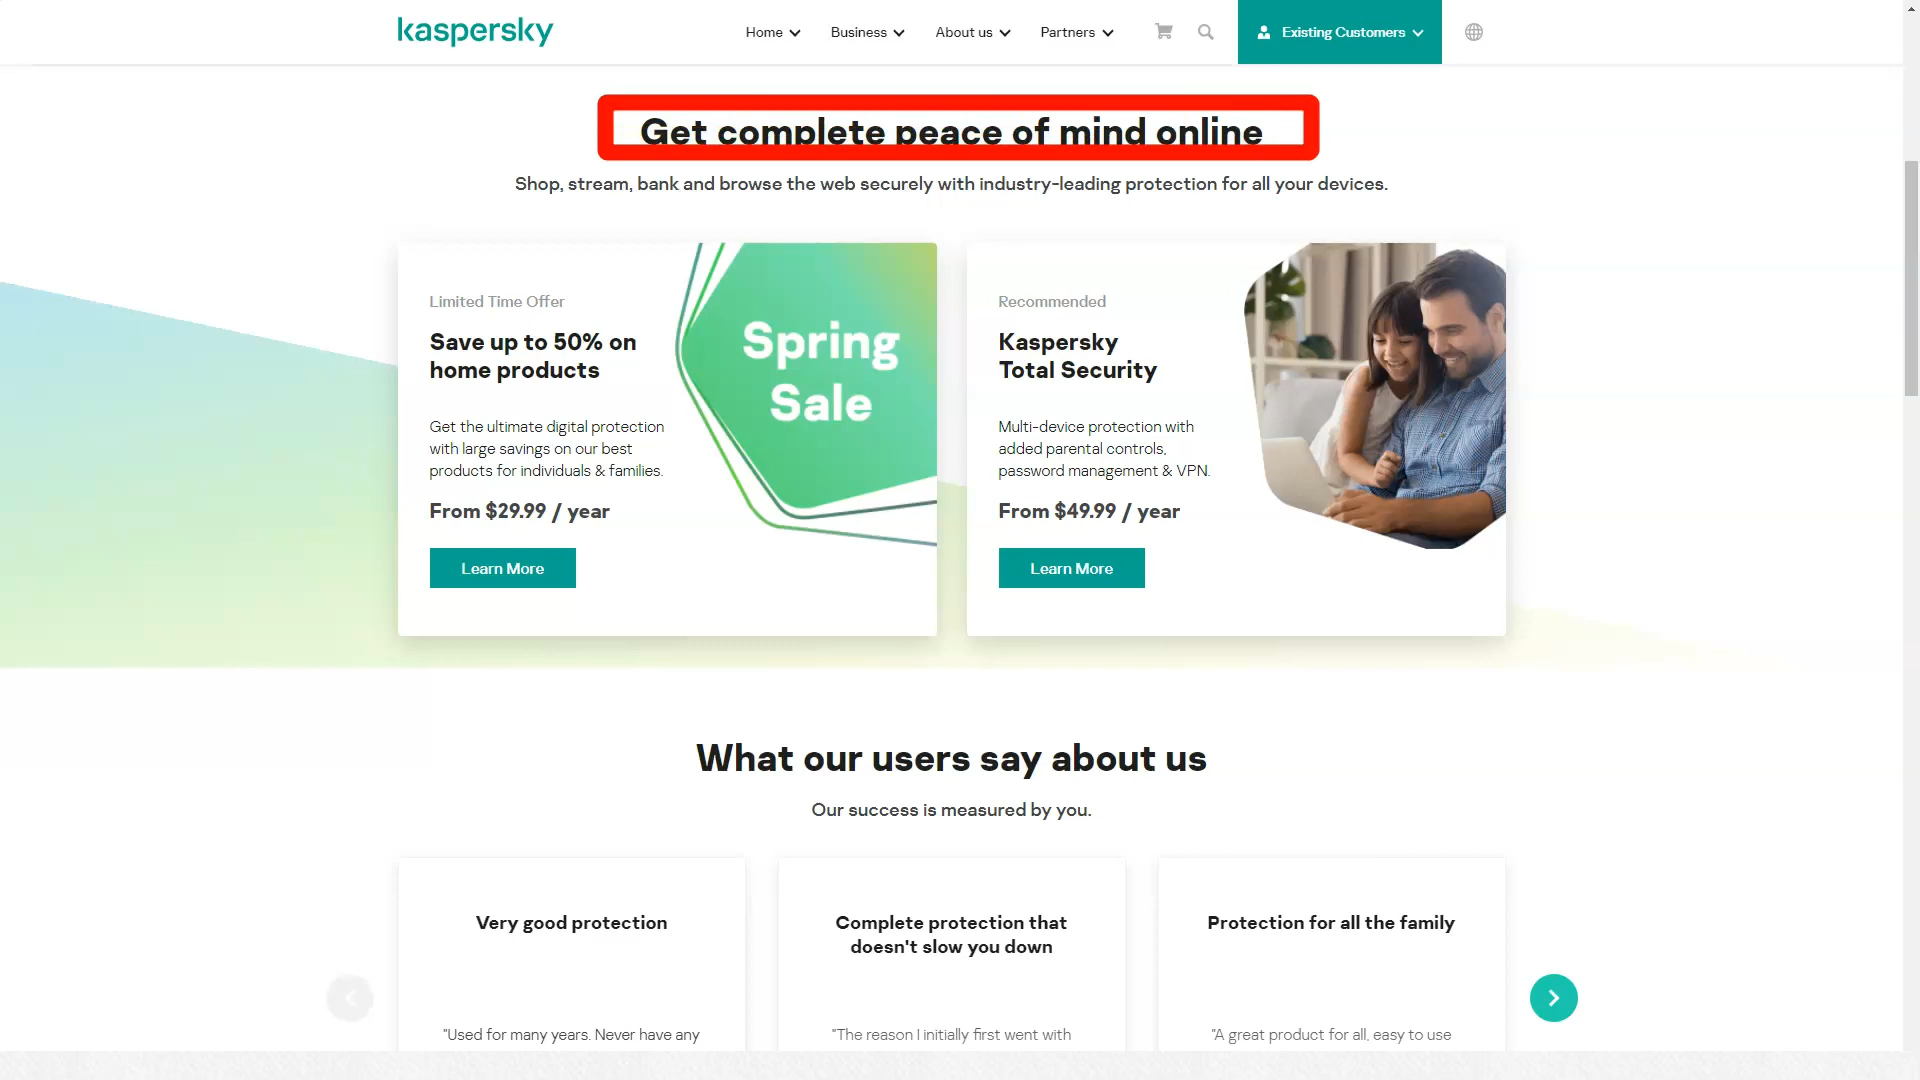 kaspersky
Home
Business
About us
Partners
Existing Customers
Get complete peace of mind online
Shop, stream, bank and browse the web securely with industry-leading protection for all your devices.
Limited Time Offer
Save up to 50% on
home products
Get the ultimate digital protection
with large savings on our best
products for individuals & families.
From $29.99 / year
Learn More
Spring
Sale
Recommended
Kaspersky
Total Security
Multi-device protection with
added parental controls,
password management & VPN.
From $49.99 / year
Learn More
What our users say about us
Our success is measured by you.
Very good protection
"Used for many years. Never have any
Complete protection that
doesn't slow you down
"The reason I initially first went with
Protection for all the family
"A great product for all, easy to use